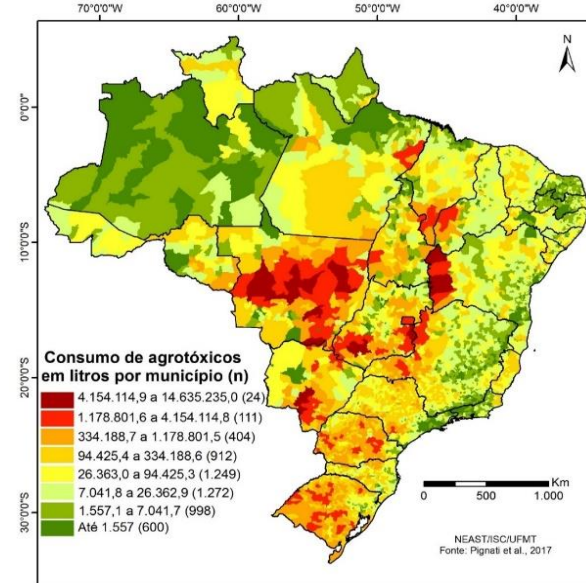 70°0'0"W 60°0'0"W 50°0'0"W 40°0'0"W
N
0°0'0"
10°0'0"S
20°0'0"S
30°0'0"S
Consumo de agrotóxicos
em litros por município (n)
4.154.114,9 a 14.635.235,0 (24)
1.178.801,6 a 4.154.114,8 (111)
334.188,7 a 1.178.801,5 (404)
94.425,4 a 334.188,6 (912)
26.363,0 a 94.425,3 (1.249)
7.041,8 a 26.362,9 (1.272)
1.557,1 a 7.041,7 (998)
Até 1.557 (600)
Km
0 500 1.000
NEAST/ISC/UFMT
Fonte: Pignati et al., 2017